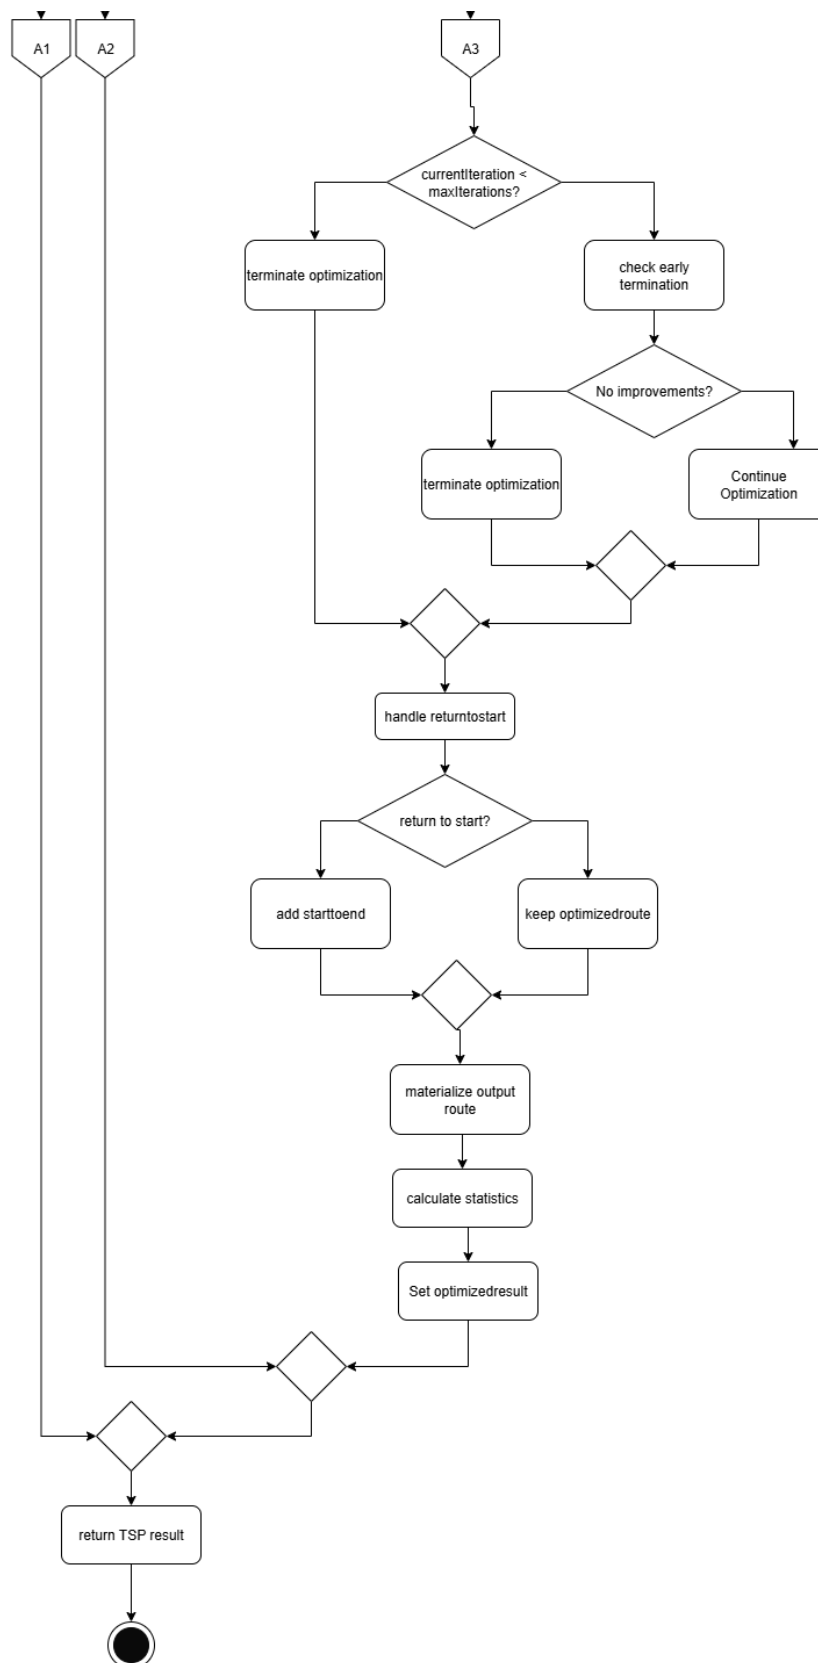 A1
A2
A3
currentIteration <
maxIterations?
terminate optimization
check early
termination
No improvements?
terminate optimization
Continue
Optimization
handle returntostart
return to start?
add starttoend
keep optimizedroute
materialize output
route
calculate statistics
Set optimizedresult
return TSP result